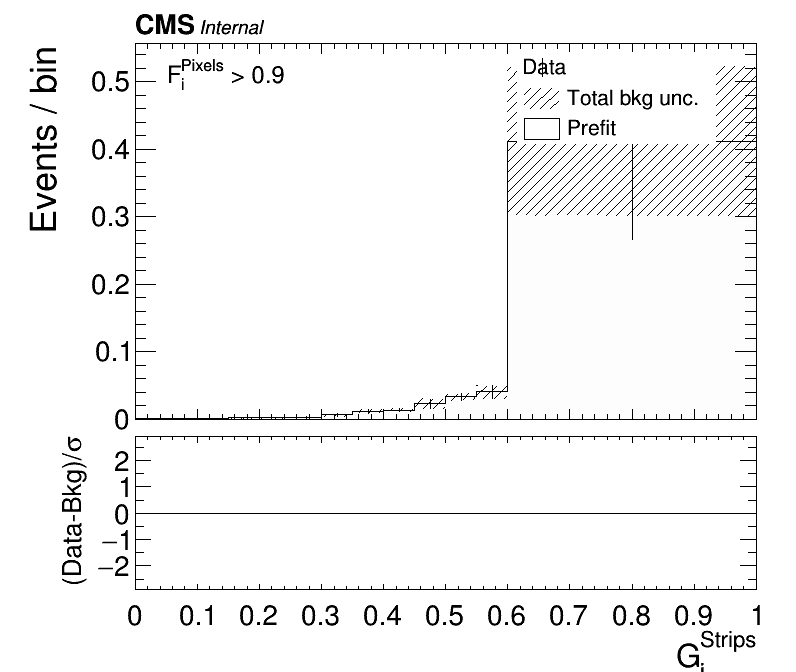 CMS Internal
F_i^Pixels > 0.9
Data
Total bkg unc.
Prefit
Events / bin
0.5
0.4
0.3
0.2
0.1
0
(Data-Bkg)/σ
2
1
0
−1
−2
0 0.1 0.2 0.3 0.4 0.5 0.6 0.7 0.8 0.9 1
G_i^Strips